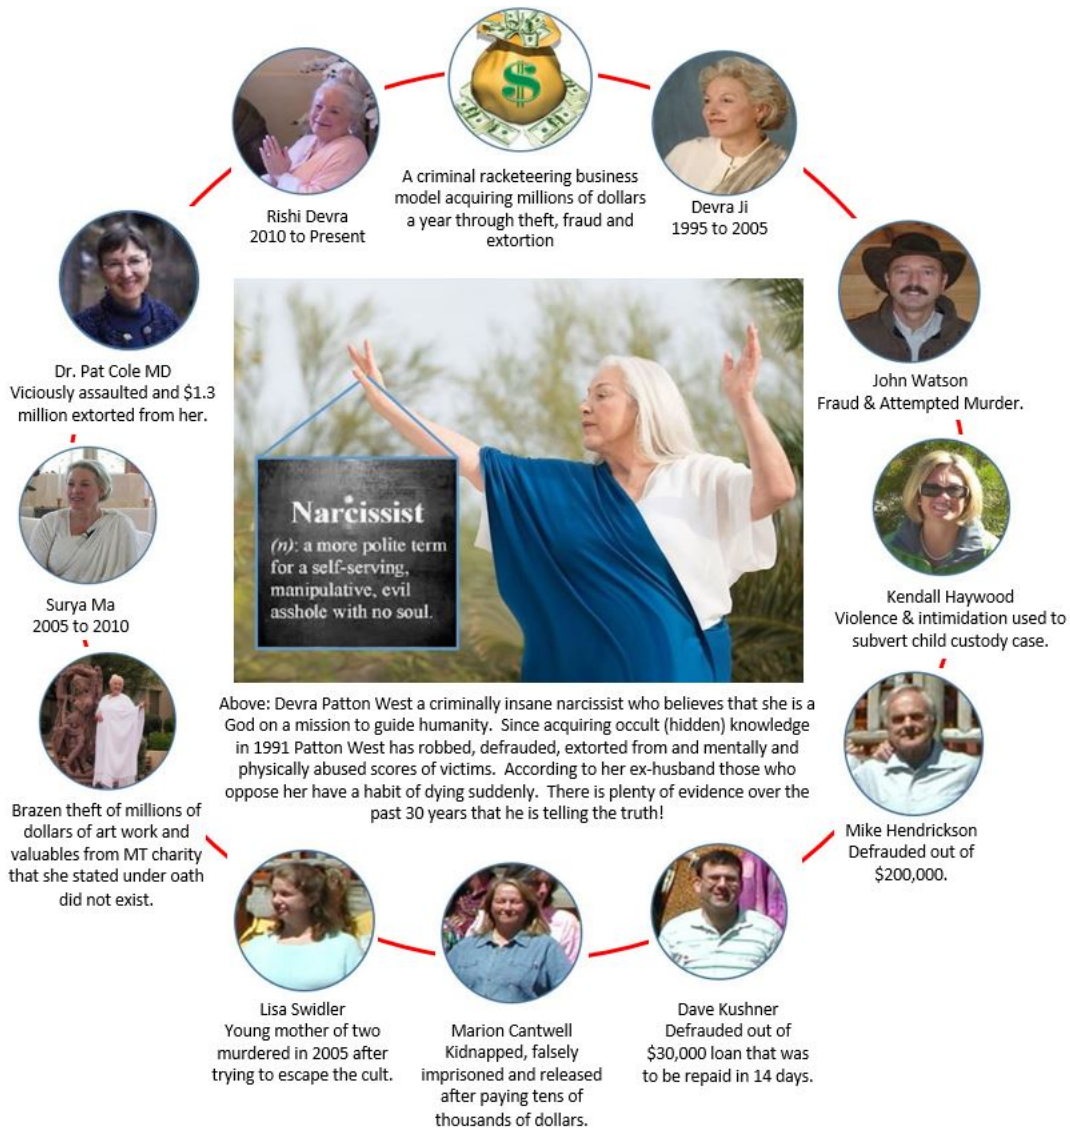 A criminal racketeering business
model acquiring millions of dollars
a year through theft, fraud and
extortion
Devra Ji
1995 to 2005
John Watson
Fraud & Attempted Murder.
Kendall Haywood
Violence & intimidation used to
subvert child custody case.
Mike Hendrickson
Defrauded out of
$200,000.
Dave Kushner
Defrauded out of
$30,000 loan that was
to be repaid in 14 days.
Marion Cantwell
Kidnapped, falsely
imprisoned and released
after paying tens of
thousands of dollars.
Lisa Swidler
Young mother of two
murdered in 2005 after
trying to escape the cult.
Brazen theft of millions of
dollars of art work and
valuables from MT charity
that she stated under oath
did not exist.
Surya Ma
2005 to 2010
Dr. Pat Cole MD
Viciously assaulted and $1.3
million extorted from her.
Rishi Devra
2010 to Present
$
Narcissist
(n): a more polite term
for a self-serving,
manipulative, evil
asshole with no soul.
Above: Devra Patton West a criminally insane narcissist who believes that she is a
God on a mission to guide humanity. Since acquiring occult (hidden) knowledge
in 1991 Patton West has robbed, defrauded, extorted from and mentally and
physically abused scores of victims. According to her ex-husband those who
oppose her have a habit of dying suddenly. There is plenty of evidence over the
past 30 years that he is telling the truth!